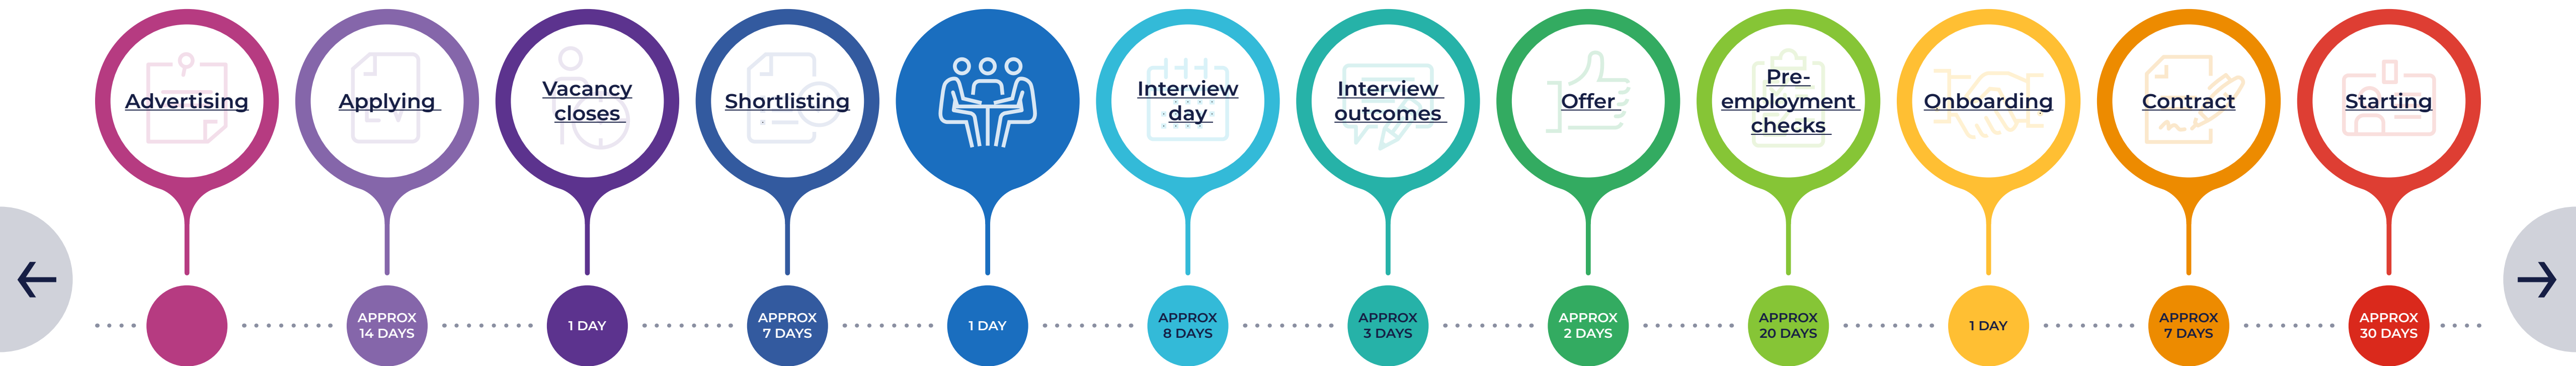 Advertising
Applying
Vacancy
closes
Shortlisting
Interview
day
Interview
outcomes
Offer
Pre-
employment
checks
Onboarding
Contract
Starting
APPROX
14 DAYS
1 DAY
APPROX
7 DAYS
1 DAY
APPROX
8 DAYS
APPROX
3 DAYS
APPROX
2 DAYS
APPROX
20 DAYS
1 DAY
APPROX
7 DAYS
APPROX
30 DAYS